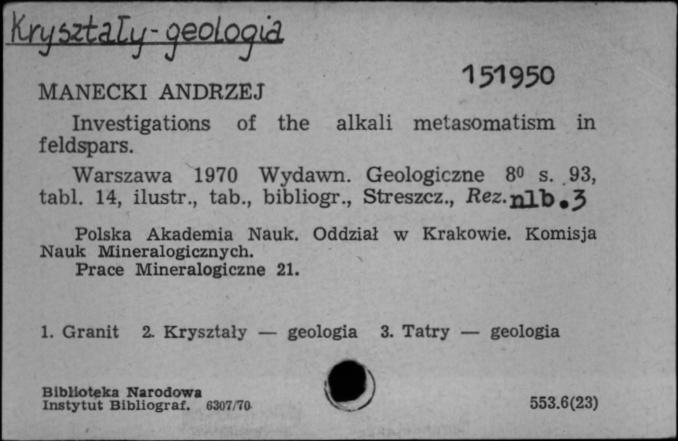 Kryształy-geologia
151950
MANECKI ANDRZEJ
Investigations of the alkali metasomatism in
feldspars.
Warszawa 1970 Wydawn. Geologiczne 8⁰ s. 93,
tabl. 14, ilustr., tab., bibliogr., Streszcz., Rez. nlb.3
Polska Akademia Nauk. Oddział w Krakowie. Komisja
Nauk Mineralogicznych.
Prace Mineralogiczne 21.
1. Granit 2. Kryształy — geologia 3. Tatry — geologia
Biblioteka Narodowa
Instytut Bibliograf. 6307/70
553.6(23)